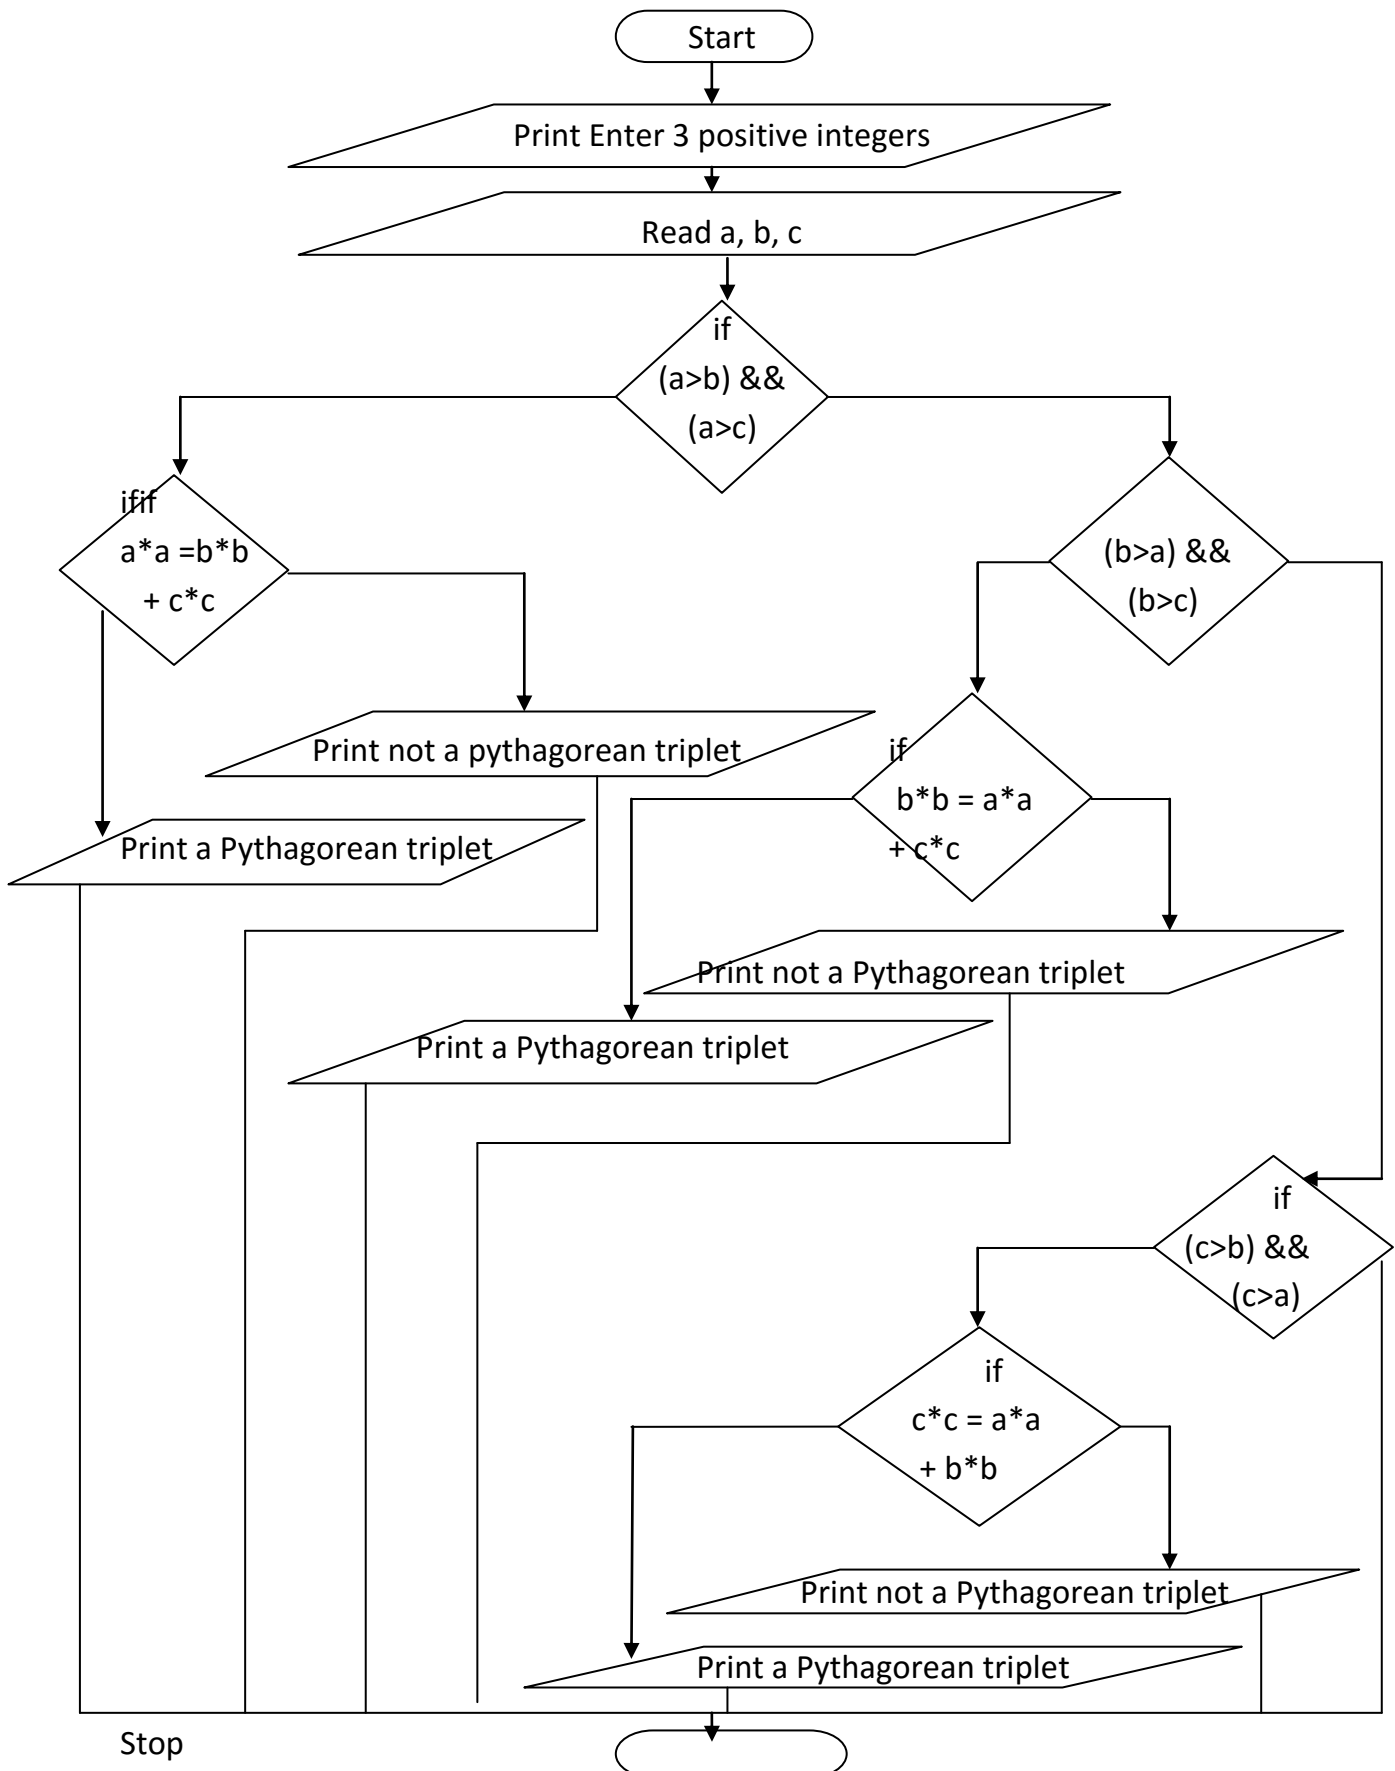 Start
Print Enter 3 positive integers
Read a, b, c
if
(a>b) &&
(a>c)
ifif
a*a =b*b
+ c*c
(b>a) &&
(b>c)
Print not a pythagorean triplet
if
b*b = a*a
+ c*c
Print a Pythagorean triplet
Print not a Pythagorean triplet
Print a Pythagorean triplet
if
(c>b) &&
(c>a)
if
c*c = a*a
+ b*b
Print not a Pythagorean triplet
Print a Pythagorean triplet
Stop